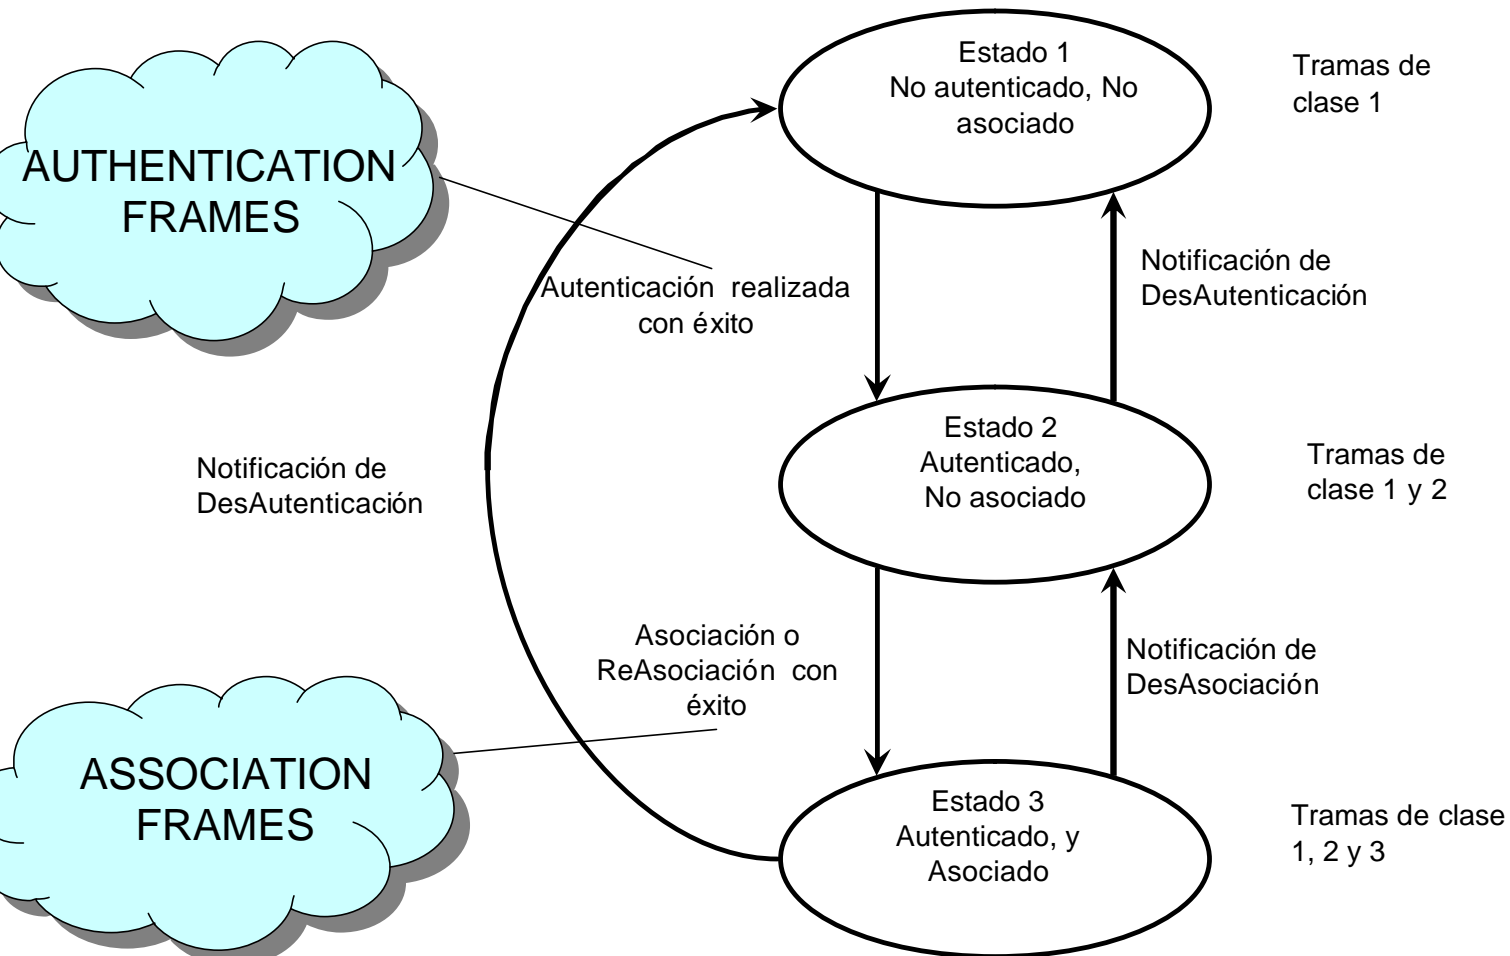 Estado 1
No autenticado, No
asociado
Tramas de
clase 1
AUTHENTICATION
FRAMES
Autenticación realizada
con éxito
Notificación de
DesAutenticación
Estado 2
Autenticado,
No asociado
Tramas de
clase 1 y 2
Notificación de
DesAutenticación
Asociación o
ReAsociación con
éxito
Notificación de
DesAsociación
ASSOCIATION
FRAMES
Estado 3
Autenticado, y
Asociado
Tramas de clase
1, 2 y 3